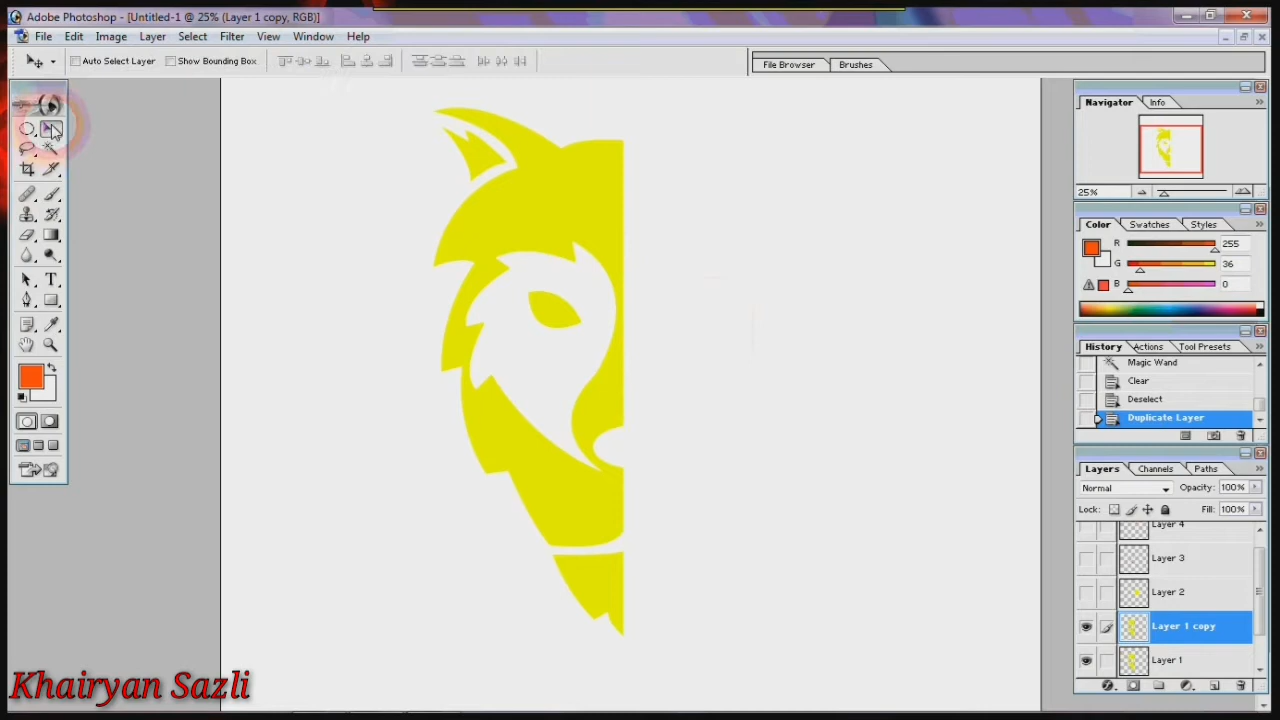 Adobe Photoshop - [Untitled-1 @ 25% (Layer 1 copy, RGB)]
File Edit Image Layer Select Filter View Window Help
Auto Select Layer Show Bounding Box File Browser Brushes
Navigator Info
25%
Color Swatches Styles
R 255
G 36
B 0
History Actions Tool Presets
Magic Wand
Clear
Deselect
Duplicate Layer
Layers Channels Paths
Normal Opacity: 100%
Lock: Fill: 100%
Layer 4
Layer 3
Layer 2
Layer 1 copy
Layer 1
T
Khairyan Sazli